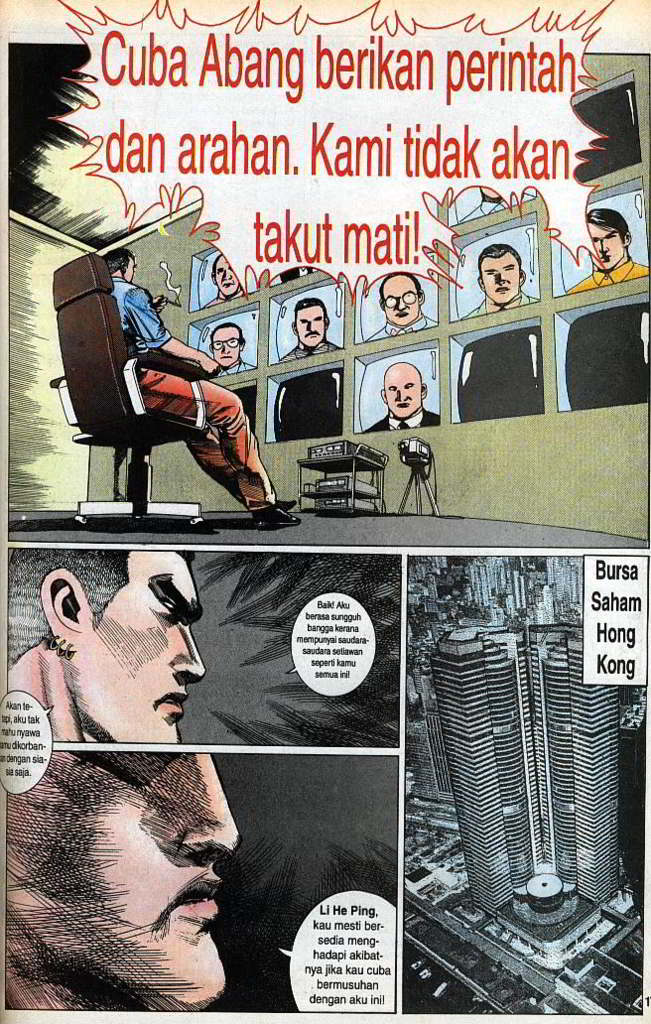 Cuba Abang berikan perintah
dan arahan. Kami tidak akan
takut mati!
Baik! Aku
berasa sungguh
bangga kerana
mempunyai saudara-
saudara setiawan
seperti kamu
semua ini!
Akan te-
api, aku tak
mahu nyawa
amu dikorban-
an dengan sia-
sia saja.
Li He Ping,
kau mesti ber-
sedia meng-
hadapi akibat-
nya jika kau cuba
bermusuhan
dengan aku ini!
Bursa
Saham
Hong
Kong